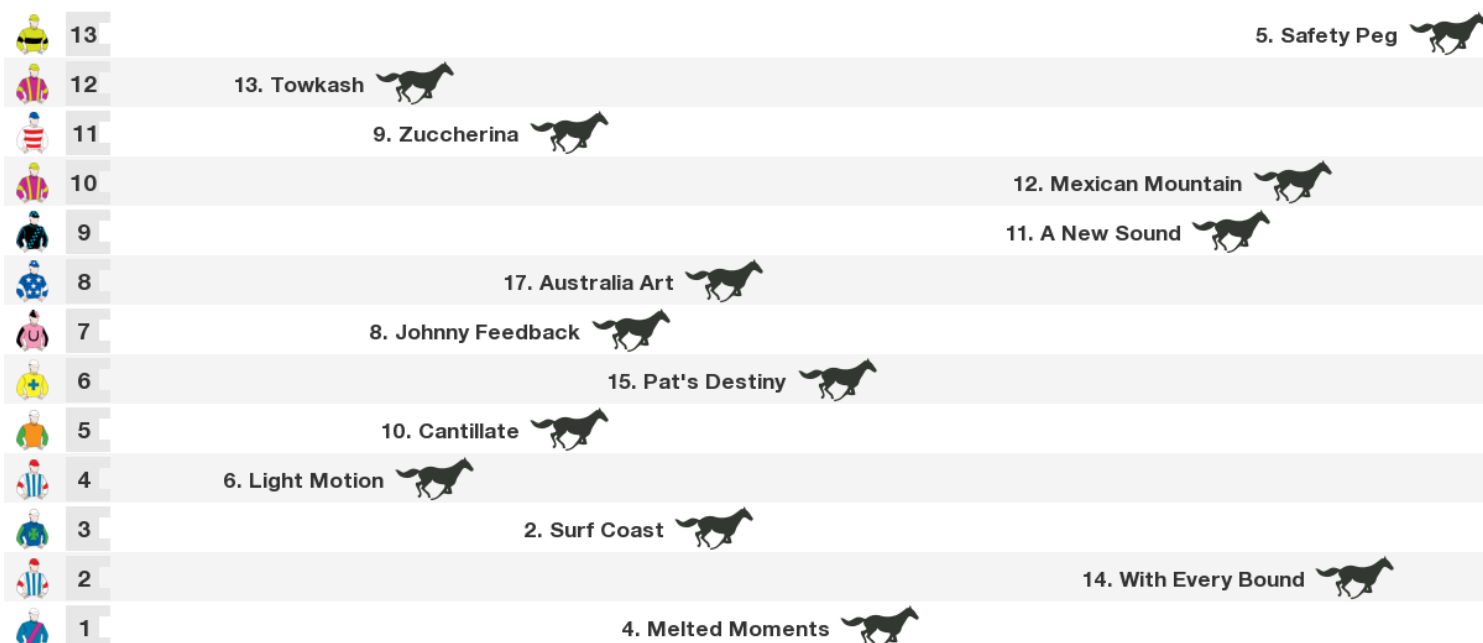 13 5. Safety Peg
12 13. Towkash
11 9. Zuccherina
10 12. Mexican Mountain
9 11. A New Sound
8 17. Australia Art
7 8. Johnny Feedback
6 15. Pat's Destiny
5 10. Cantillate
4 6. Light Motion
3 2. Surf Coast
2 14. With Every Bound
1 4. Melted Moments